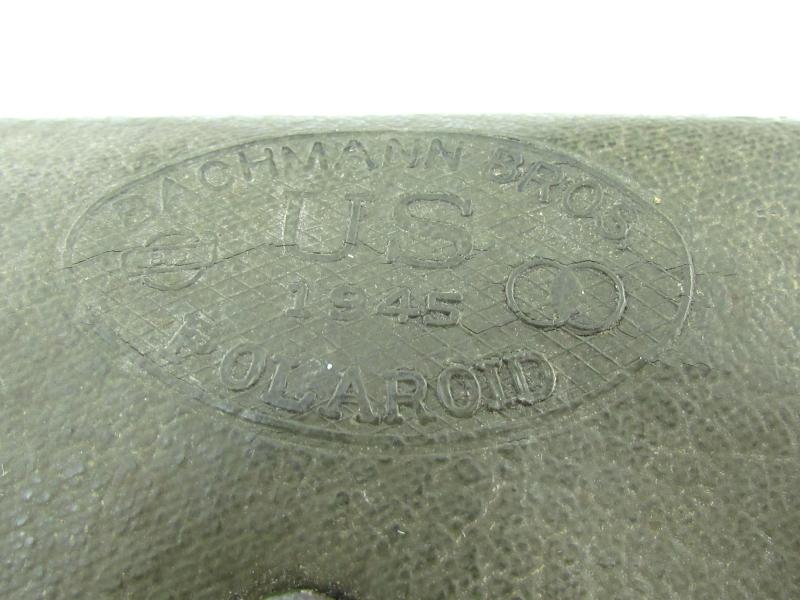 BACHMANN BROS
US
1945
POLAROID